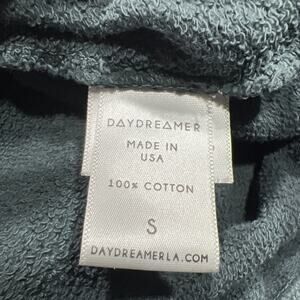 DAYDREAMER
MADE IN
USA
100% COTTON
S
DAYDREAMERLA.COM